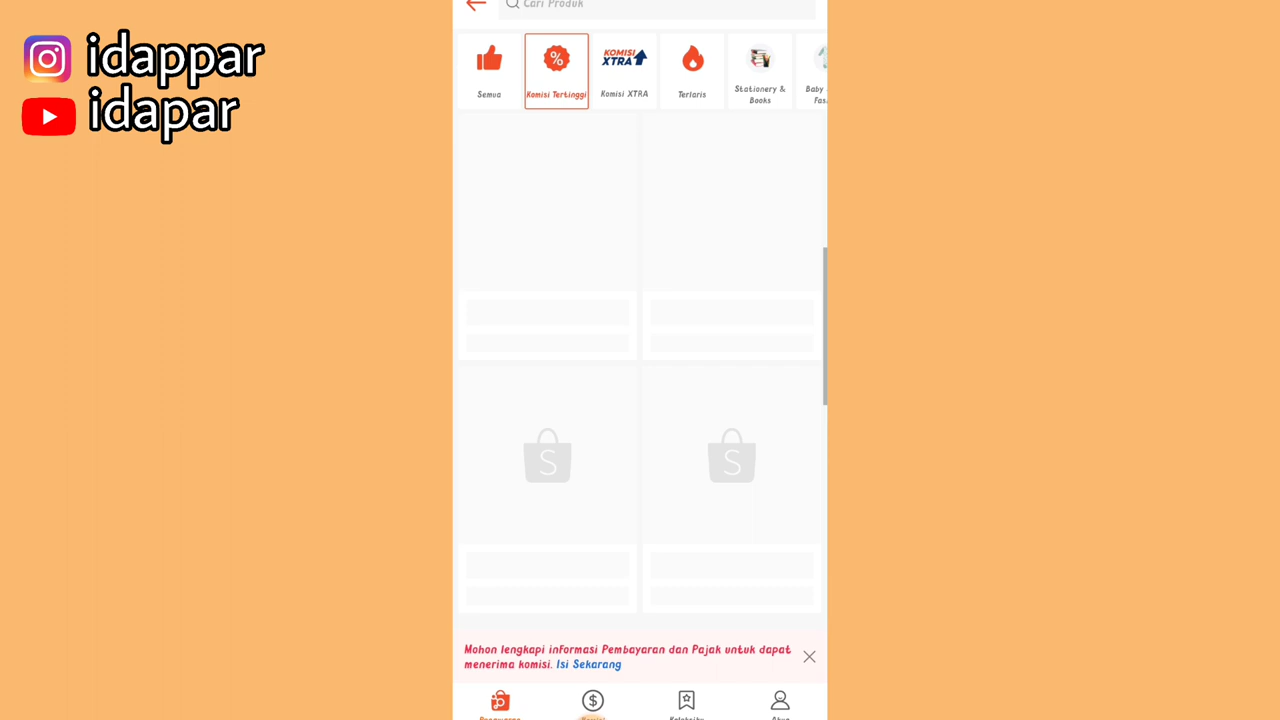 idappar
idapar
Cari Produk
Semua
Komisi Tertinggi
KOMISI
XTRA
Komisi XTRA
Terlaris
Stationery &
Books
Baby
Fas
Mohon lengkapi informasi Pembayaran dan Pajak untuk dapat
menerima komisi. Isi Sekarang